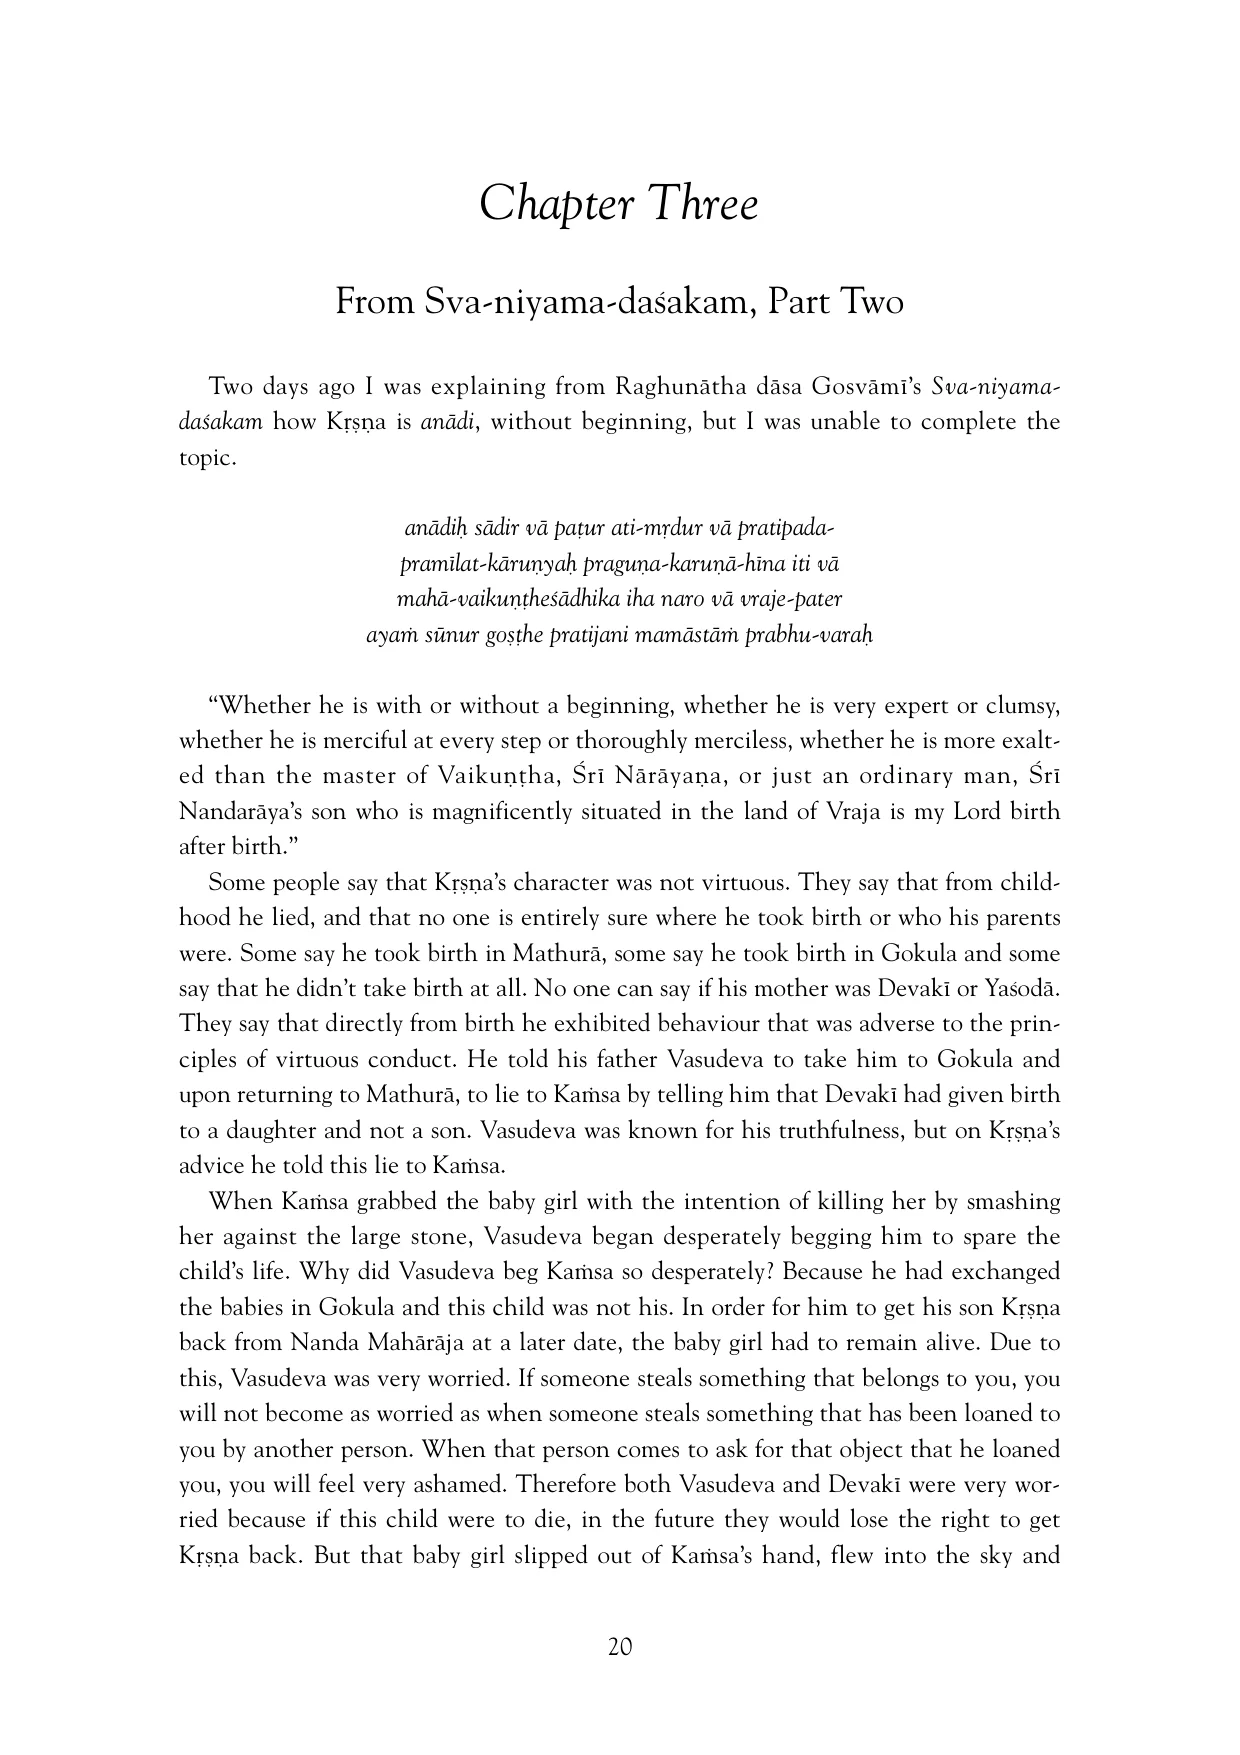 Chapter Three
From Sva-niyama-daśakam, Part Two
Two days ago I was explaining from Raghunātha dāsa Gosvāmī’s Sva-niyama-
daśakam how Kṛṣṇa is anādi, without beginning, but I was unable to complete the
topic.
anādiḥ sādir vā paṭur ati-mṛdur vā pratipada-
pramīlat-kāruṇyaḥ praguṇa-karuṇā-hīna iti vā
mahā-vaikuṇṭheśādhika iha naro vā vraje-pater
ayaṁ sūnur goṣṭhe pratijani mamāstāṁ prabhu-varaḥ
“Whether he is with or without a beginning, whether he is very expert or clumsy,
whether he is merciful at every step or thoroughly merciless, whether he is more exalt-
ed than the master of Vaikuṇṭha, Śrī Nārāyaṇa, or just an ordinary man, Śrī
Nandarāya’s son who is magnificently situated in the land of Vraja is my Lord birth
after birth.”
Some people say that Kṛṣṇa’s character was not virtuous. They say that from child-
hood he lied, and that no one is entirely sure where he took birth or who his parents
were. Some say he took birth in Mathurā, some say he took birth in Gokula and some
say that he didn’t take birth at all. No one can say if his mother was Devakī or Yaśodā.
They say that directly from birth he exhibited behaviour that was adverse to the prin-
ciples of virtuous conduct. He told his father Vasudeva to take him to Gokula and
upon returning to Mathurā, to lie to Kaṁsa by telling him that Devakī had given birth
to a daughter and not a son. Vasudeva was known for his truthfulness, but on Kṛṣṇa’s
advice he told this lie to Kaṁsa.
When Kaṁsa grabbed the baby girl with the intention of killing her by smashing
her against the large stone, Vasudeva began desperately begging him to spare the
child’s life. Why did Vasudeva beg Kaṁsa so desperately? Because he had exchanged
the babies in Gokula and this child was not his. In order for him to get his son Kṛṣṇa
back from Nanda Mahārāja at a later date, the baby girl had to remain alive. Due to
this, Vasudeva was very worried. If someone steals something that belongs to you, you
will not become as worried as when someone steals something that has been loaned to
you by another person. When that person comes to ask for that object that he loaned
you, you will feel very ashamed. Therefore both Vasudeva and Devakī were very wor-
ried because if this child were to die, in the future they would lose the right to get
Kṛṣṇa back. But that baby girl slipped out of Kaṁsa’s hand, flew into the sky and
20